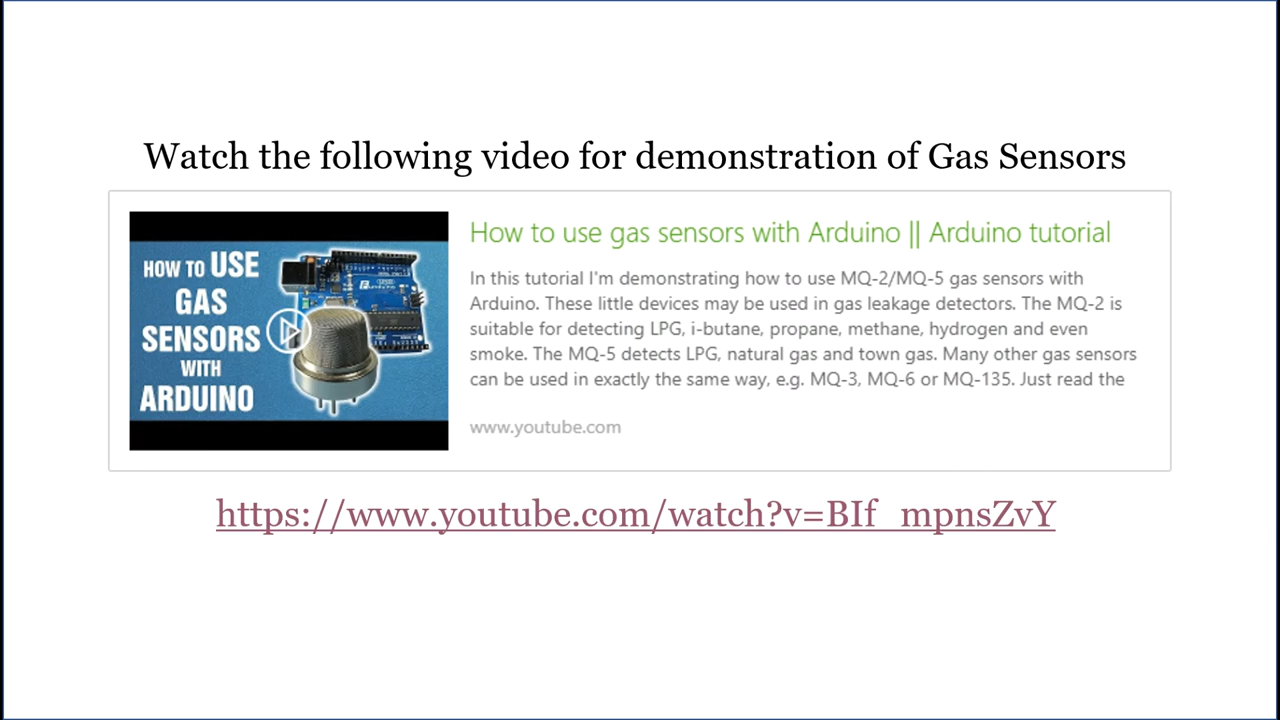 Watch the following video for demonstration of Gas Sensors
HOW TO USE
GAS
SENSORS
WITH
ARDUINO
How to use gas sensors with Arduino || Arduino tutorial
In this tutorial I'm demonstrating how to use MQ-2/MQ-5 gas sensors with
Arduino. These little devices may be used in gas leakage detectors. The MQ-2 is
suitable for detecting LPG, i-butane, propane, methane, hydrogen and even
smoke. The MQ-5 detects LPG, natural gas and town gas. Many other gas sensors
can be used in exactly the same way, e.g. MQ-3, MQ-6 or MQ-135. Just read the
www.youtube.com
https://www.youtube.com/watch?v=BIf_mpnsZvY